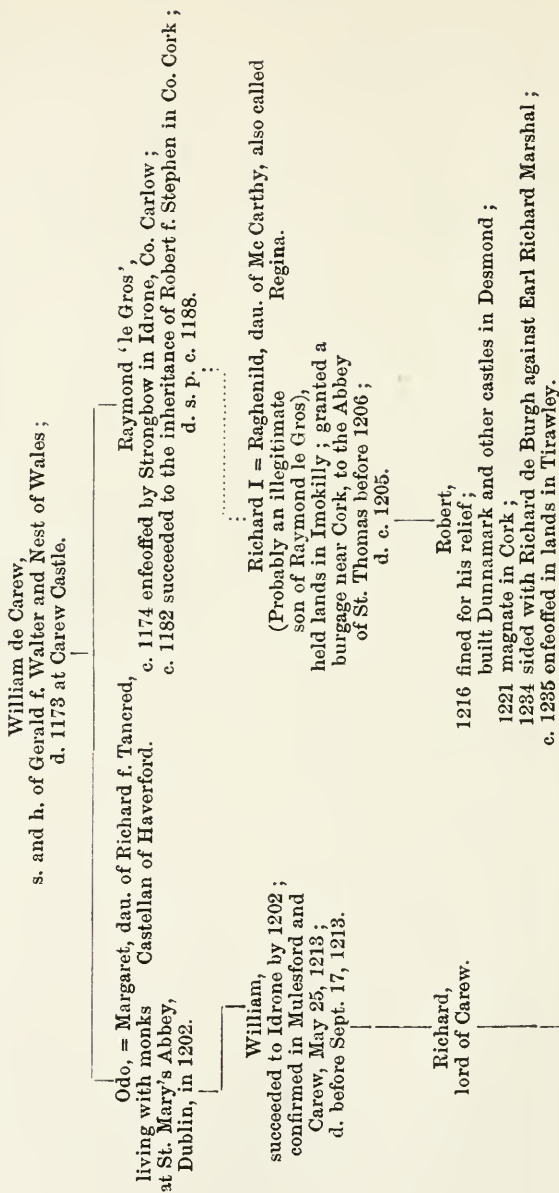 William de Carew,
s. and h. of Gerald f. Walter and Nest of Wales ;
d. 1173 at Carew Castle.
Odo, = Margaret, dau. of Richard f. Tancred,
living with monks Castellan of Haverford.
at St. Mary's Abbey,
Dublin, in 1202.
Raymond ‘le Gros’,
c. 1174 enfeoffed by Strongbow in Idrone, Co. Carlow ;
c. 1182 succeeded to the inheritance of Robert f. Stephen in Co. Cork ;
d. s. p. c. 1188.
William,
succeeded to Idrone by 1202 ;
confirmed in Mulesford and
Carew, May 25, 1213 ;
d. before Sept. 17, 1213.
Richard I = Raghenild, dau. of Mc Carthy, also called
(Probably an illegitimate Regina.
son of Raymond le Gros),
held lands in Imokilly ; granted a
burgage near Cork, to the Abbey
of St. Thomas before 1206 ;
d. c. 1205.
Richard,
lord of Carew.
Robert,
1216 fined for his relief ;
built Dunnamark and other castles in Desmond ;
1221 magnate in Cork ;
1234 sided with Richard de Burgh against Earl Richard Marshal ;
c. 1235 enfeoffed in lands in Tirawley.